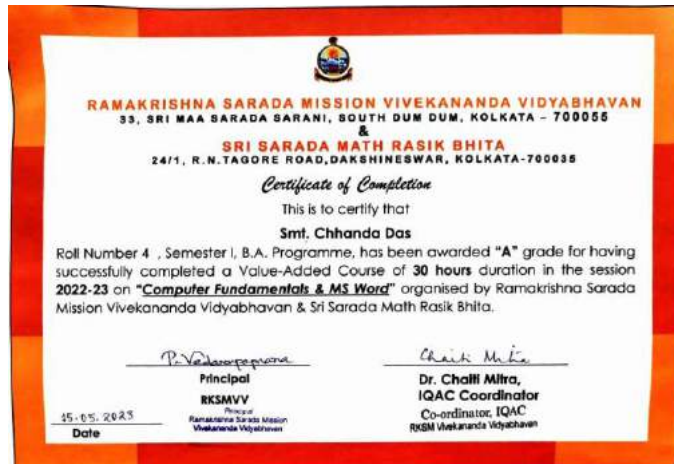 RAMAKRISHNA SARADA MISSION VIVEKANANDA VIDYABHAVAN
33, SRI MAA SARADA SARANI, SOUTH DUM DUM, KOLKATA – 700055
&
SRI SARADA MATH RASIK BHITA
24/1, R.N.TAGORE ROAD,DAKSHINESWAR, KOLKATA-700035
Certificate of Completion
This is to certify that
Smt. Chhanda Das
Roll Number 4 , Semester I, B.A. Programme, has been awarded "A" grade for having
successfully completed a Value-Added Course of 30 hours duration in the session
2022-23 on "Computer Fundamentals & MS Word" organised by Ramakrishna Sarada
Mission Vivekananda Vidyabhavan & Sri Sarada Math Rasik Bhita.
Chaiti Mitra
Principal
RKSMVV
Principal
Ramakrishna Sarada Mission
Vivekananda Vidyabhavan
Dr. Chaiti Mitra,
IQAC Coordinator
Co-ordinator, IQAC
RKSM Vivekananda Vidyabhavan
15.05.2023
Date